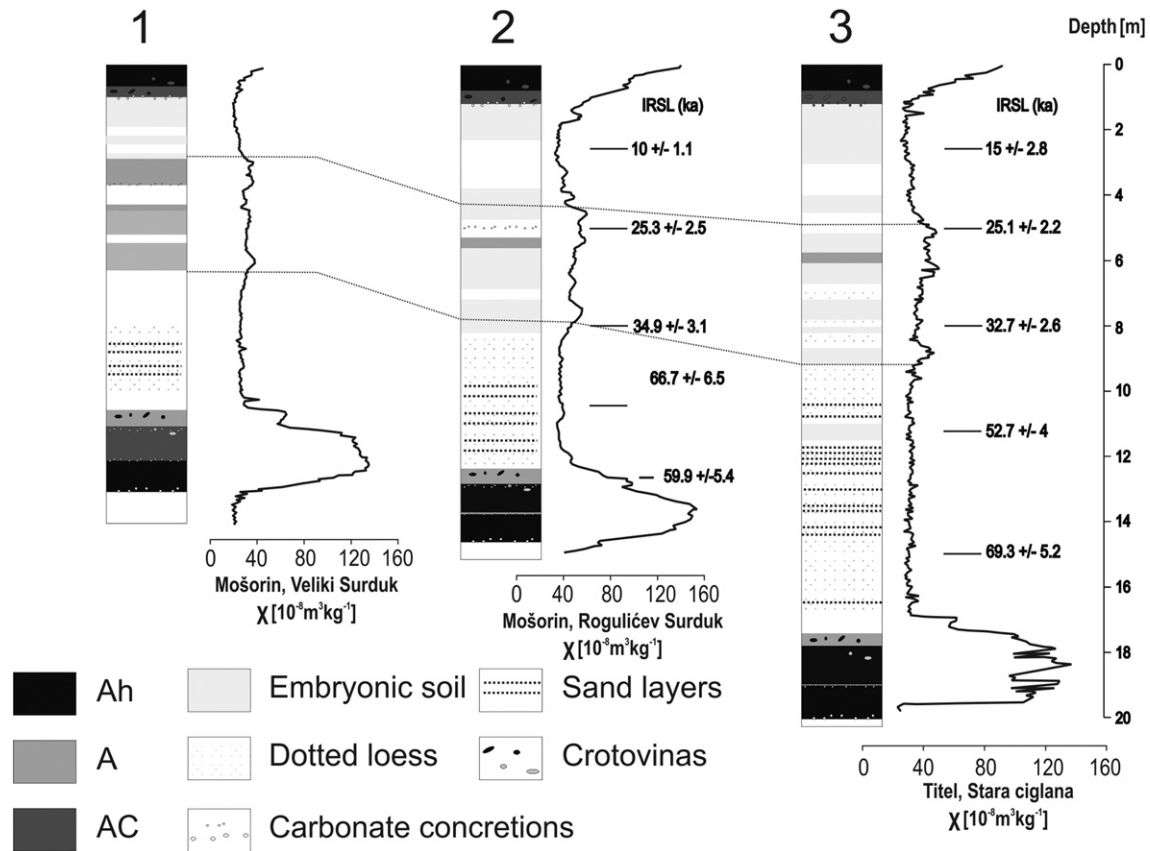 1
2
3
Depth [m]
IRSL (ka)
10 +/- 1.1
25.3 +/- 2.5
34.9 +/- 3.1
66.7 +/- 6.5
59.9 +/-5.4
IRSL (ka)
15 +/- 2.8
25.1 +/- 2.2
32.7 +/- 2.6
52.7 +/- 4
69.3 +/- 5.2
0
2
4
6
8
10
12
14
16
18
20
0 40 80 120 160
Mošorin, Veliki Surduk
χ [10⁻⁸m³kg⁻¹]
0 40 80 120 160
Mošorin, Rogulićev Surduk
χ [10⁻⁸m³kg⁻¹]
0 40 80 120 160
Titel, Stara ciglana
χ [10⁻⁸m³kg⁻¹]
Ah
Embryonic soil
Sand layers
A
Dotted loess
Crotovinas
AC
Carbonate concretions